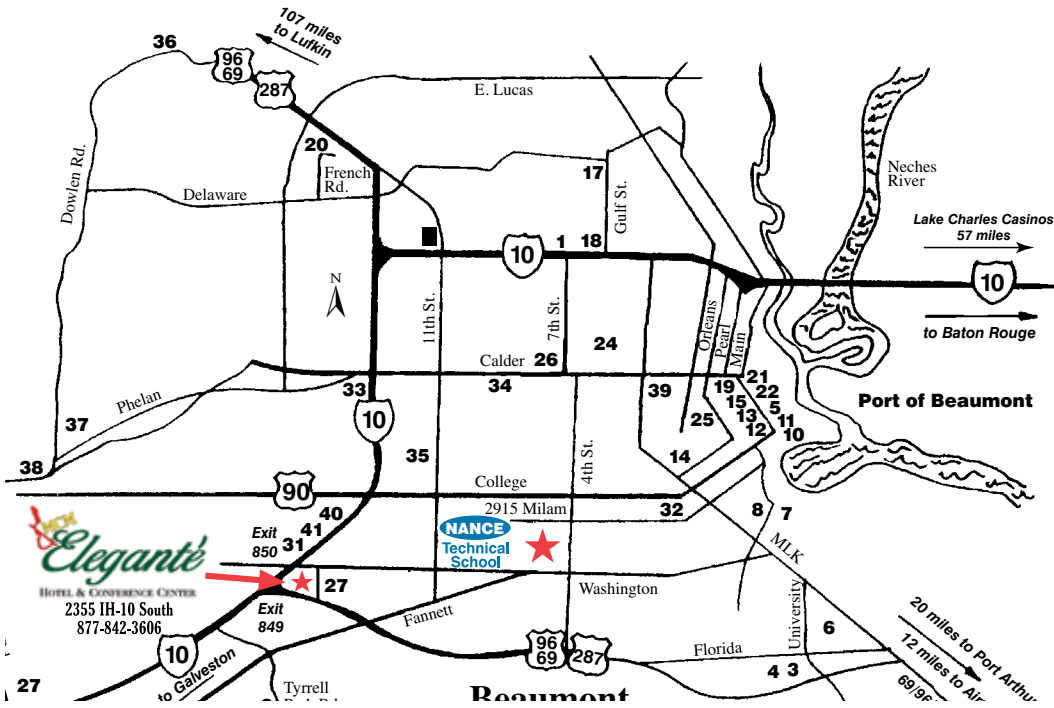 107 miles
to Lufkin
36
96
69
287
E. Lucas
20
French
Rd.
17
Gulf St.
Dowlen Rd.
Delaware
Neches
River
Lake Charles Casinos
57 miles
1
18
10
10
to Baton Rouge
N
11th St.
7th St.
Orleans
Pearl
Main
24
26
Calder
34
33
39
19
21
22
15
5
13
11
12
10
25
Port of Beaumont
Phelan
10
37
38
35
4th St.
14
90
College
2915 Milam
32
8
7
40
41
31
Exit
850
NANCE
Technical
School
MLK
MCM
Eleganté
HOTEL & CONFERENCE CENTER
2355 IH-10 South
877-842-3606
27
Washington
Fannett
Exit
849
University
6
20 miles to Port Arthur
12 miles to Air
69/96
10
96
69
287
Florida
4
3
to Galveston
27
Tyrrell
Beaumont